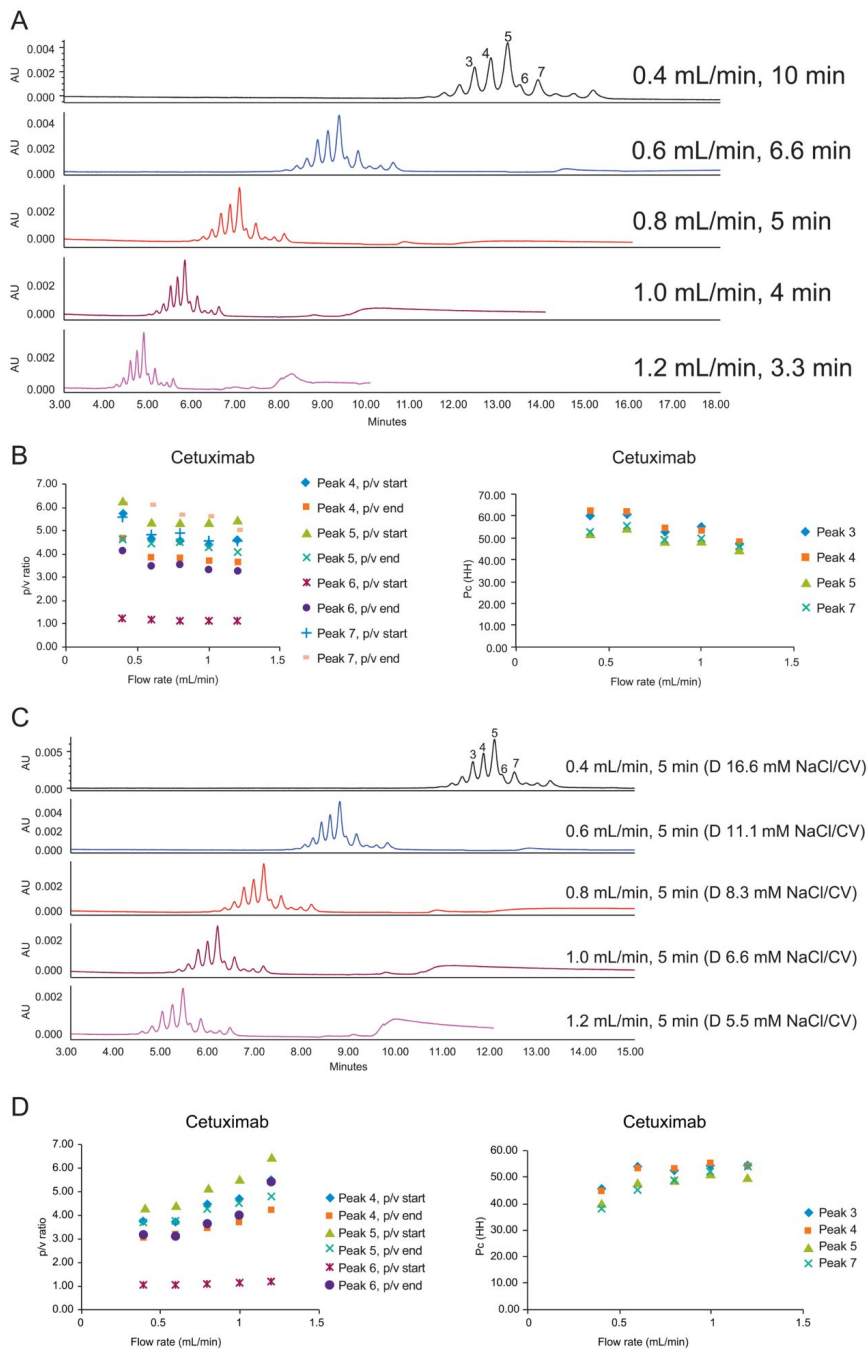 A
AU
0.004
0.002
0.000
3
4
5
6
7
0.4 mL/min, 10 min
AU
0.004
0.002
0.000
0.6 mL/min, 6.6 min
AU
0.002
0.000
0.8 mL/min, 5 min
AU
0.002
0.000
1.0 mL/min, 4 min
AU
0.002
0.000
1.2 mL/min, 3.3 min
3.00 4.00 5.00 6.00 7.00 8.00 9.00 10.00 11.00 12.00 13.00 14.00 15.00 16.00 17.00 18.00
Minutes
B
Cetuximab
p/v ratio
7.00
6.00
5.00
4.00
3.00
2.00
1.00
0.00
0 0.5 1 1.5
Flow rate (mL/min)
Peak 4, p/v start
Peak 4, p/v end
Peak 5, p/v start
Peak 5, p/v end
Peak 6, p/v start
Peak 6, p/v end
Peak 7, p/v start
Peak 7, p/v end
Cetuximab
Pc (HH)
70.00
60.00
50.00
40.00
30.00
20.00
10.00
0.00
0 0.5 1 1.5
Flow rate (mL/min)
Peak 3
Peak 4
Peak 5
Peak 7
C
AU
0.005
0.000
3
4
5
6
7
0.4 mL/min, 5 min (D 16.6 mM NaCl/CV)
AU
0.004
0.002
0.000
0.6 mL/min, 5 min (D 11.1 mM NaCl/CV)
AU
0.002
0.000
0.8 mL/min, 5 min (D 8.3 mM NaCl/CV)
AU
0.002
0.000
1.0 mL/min, 5 min (D 6.6 mM NaCl/CV)
AU
0.002
0.000
1.2 mL/min, 5 min (D 5.5 mM NaCl/CV)
3.00 4.00 5.00 6.00 7.00 8.00 9.00 10.00 11.00 12.00 13.00 14.00 15.00
Minutes
D
Cetuximab
p/v ratio
7.00
6.00
5.00
4.00
3.00
2.00
1.00
0.00
0 0.5 1 1.5
Flow rate (mL/min)
Peak 4, p/v start
Peak 4, p/v end
Peak 5, p/v start
Peak 5, p/v end
Peak 6, p/v start
Peak 6, p/v end
Cetuximab
Pc (HH)
60.00
50.00
40.00
30.00
20.00
10.00
0.00
0 0.5 1 1.5
Flow rate (mL/min)
Peak 3
Peak 4
Peak 5
Peak 7